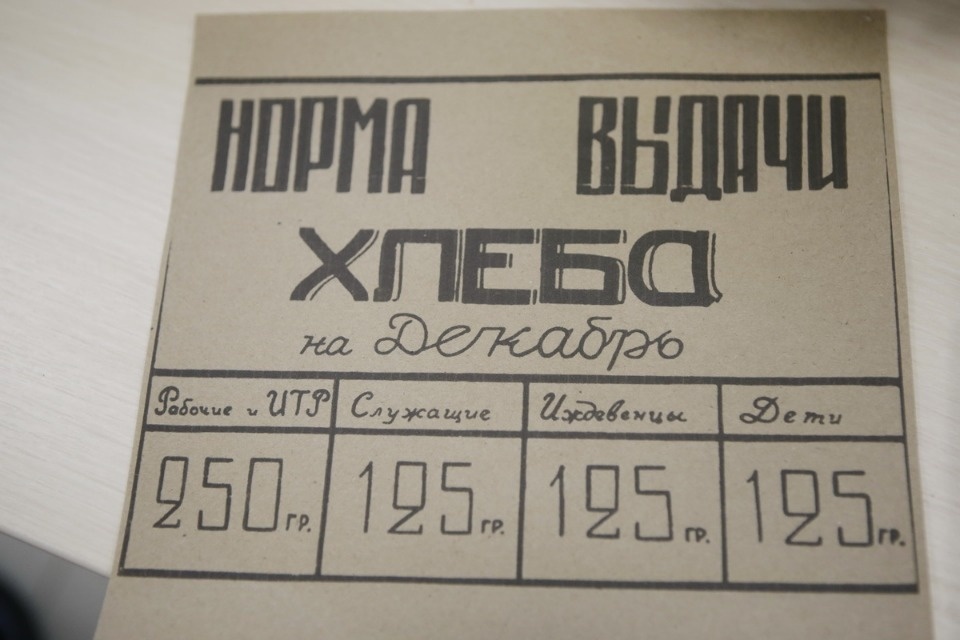 НОРМА ВЫДАЧИ
ХЛЕБА
на Декабрь
Рабочие и ИТР Служащие Иждевенцы Дети
250 гр. 125 гр. 125 гр. 125 гр.